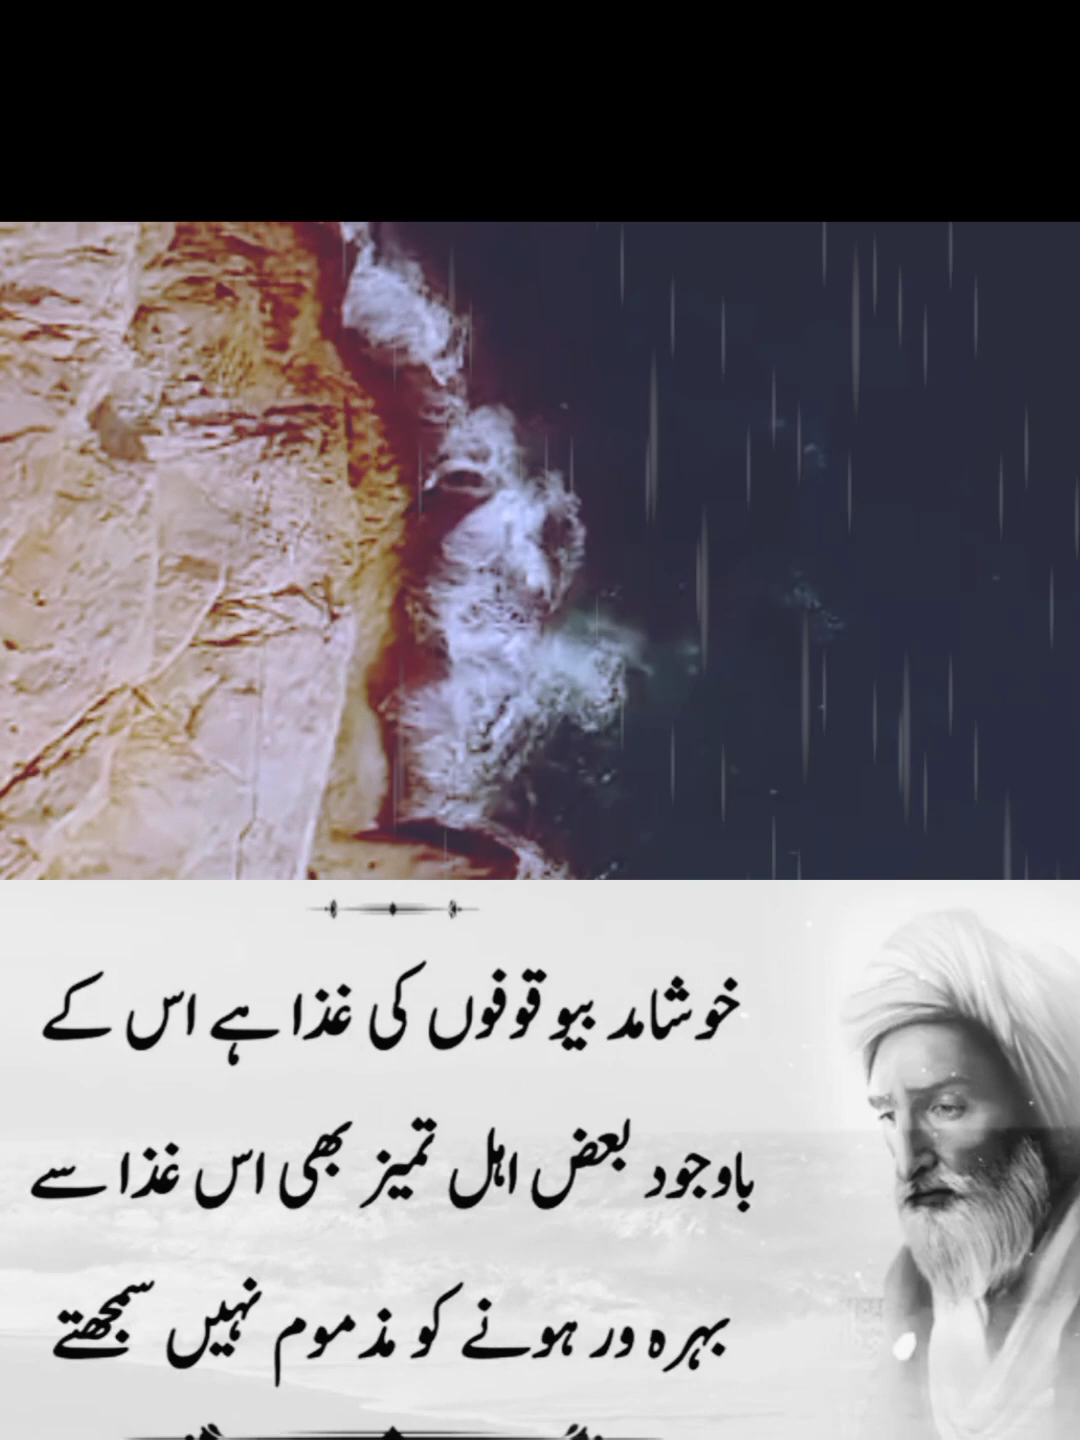 خوشامد بیوقوفوں کی غذا ہے اس کے
باوجود بعض اہل تمیز بھی اس غذا سے
بہرہ ور ہونے کو مذموم نہیں سمجھتے